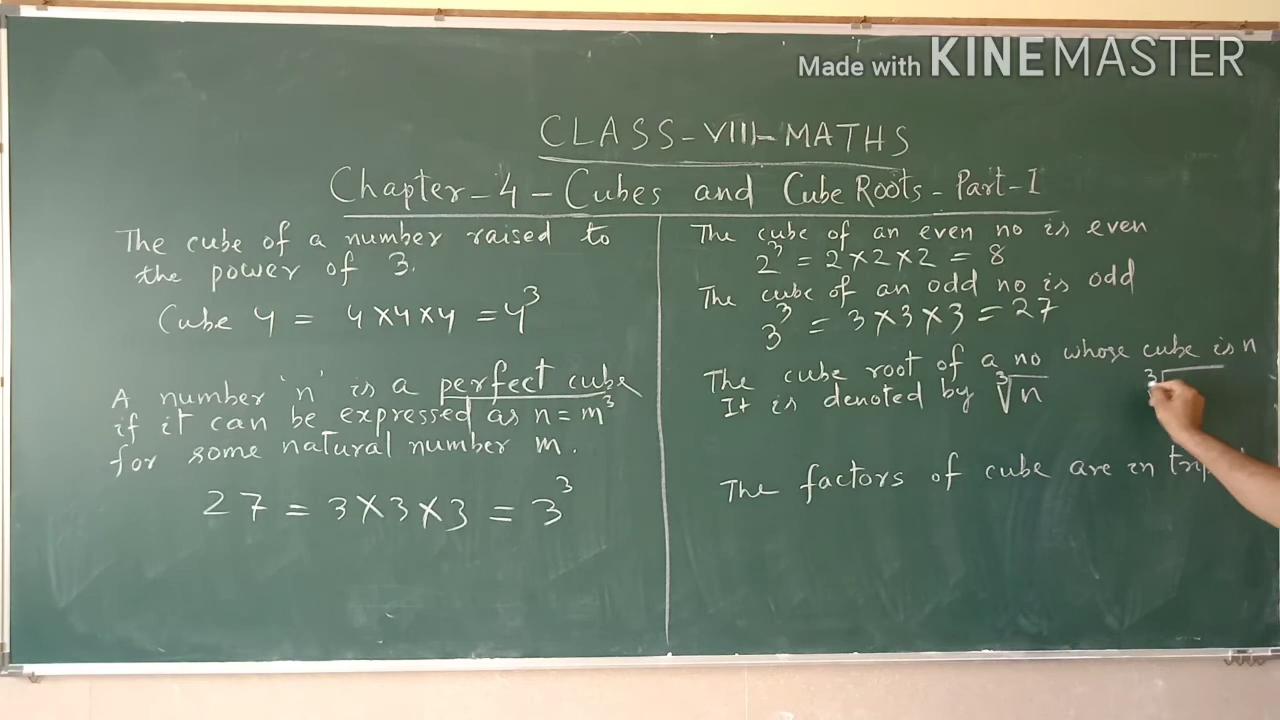 Made with KINEMASTER
CLASS-VIII-MATHS
Chapter-4-Cubes and Cube Roots-Part-I
The cube of a number raised to
the power of 3.
Cube 4 = 4×4×4 = 4³
A number 'n' is a perfect cube
if it can be expressed as n = m³
for some natural number m.
27 = 3×3×3 = 3³
The cube of an even no is even
2³ = 2×2×2 = 8
The cube of an odd no is odd
3³ = 3×3×3 = 27
The cube root of a no whose cube is n
It is denoted by ³√n
³√
The factors of cube are in